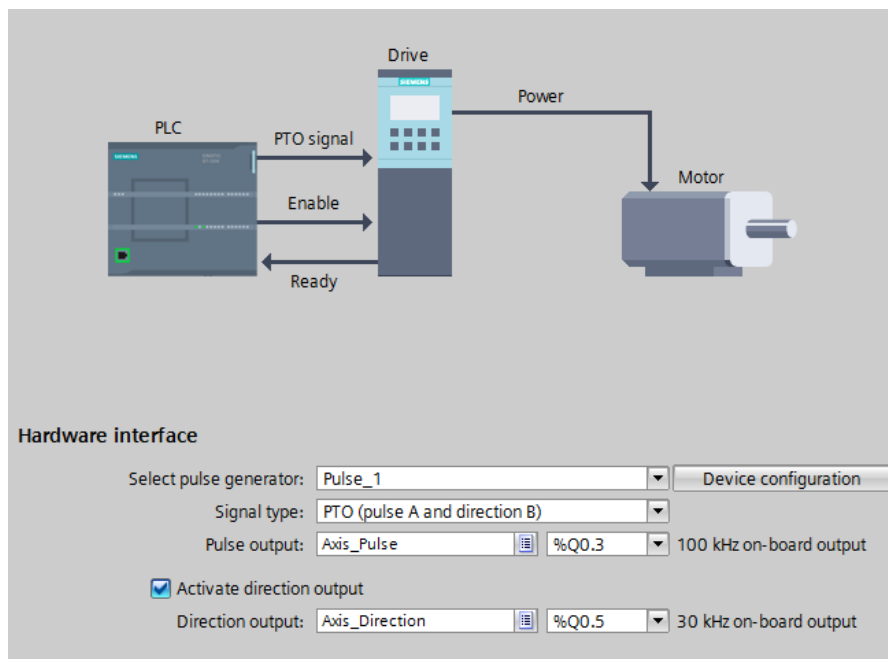 Drive
SIEMENS
Power
PLC
PTO signal
SIEMENS
Motor
Enable
Ready
Hardware interface
Select pulse generator: Pulse_1 Device configuration
Signal type: PTO (pulse A and direction B)
Pulse output: Axis_Pulse %Q0.3 100 kHz on-board output
Activate direction output
Direction output: Axis_Direction %Q0.5 30 kHz on-board output